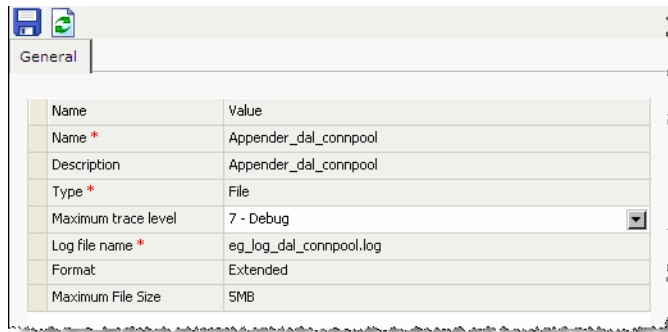 General
Name Value
Name * Appender_dal_connpool
Description Appender_dal_connpool
Type * File
Maximum trace level 7 - Debug
Log file name * eg_log_dal_connpool.log
Format Extended
Maximum File Size 5MB